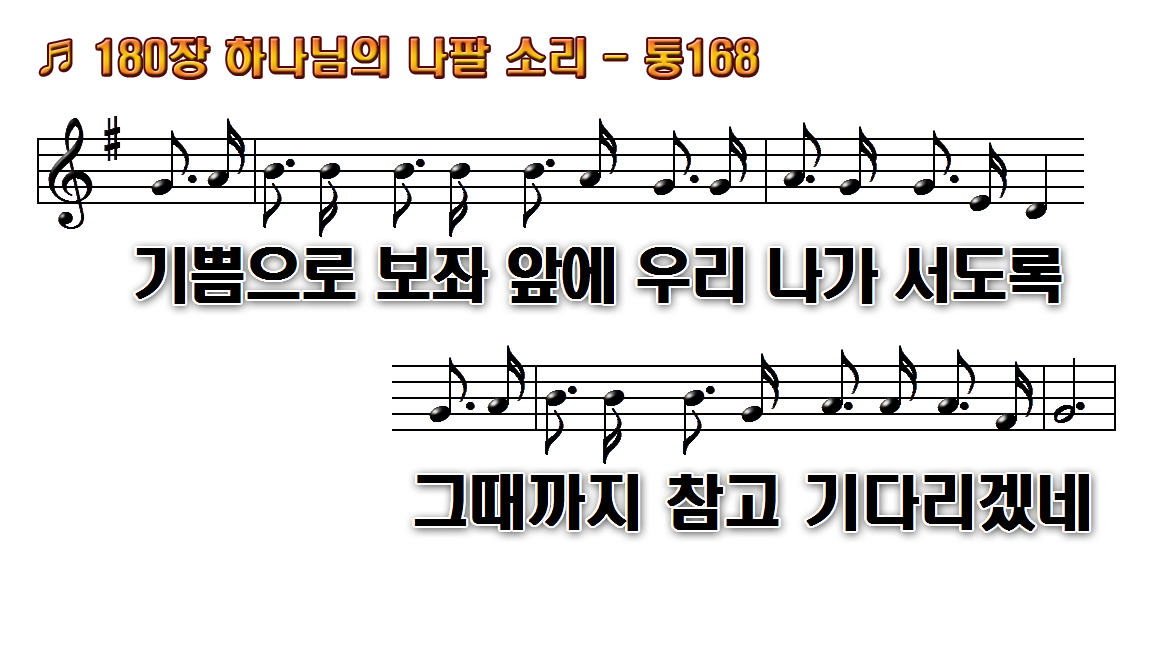 ♬ 180장 하나님의 나팔 소리 - 통168
기쁨으로 보좌 앞에 우리 나가 서도록
그때까지 참고 기다리겠네